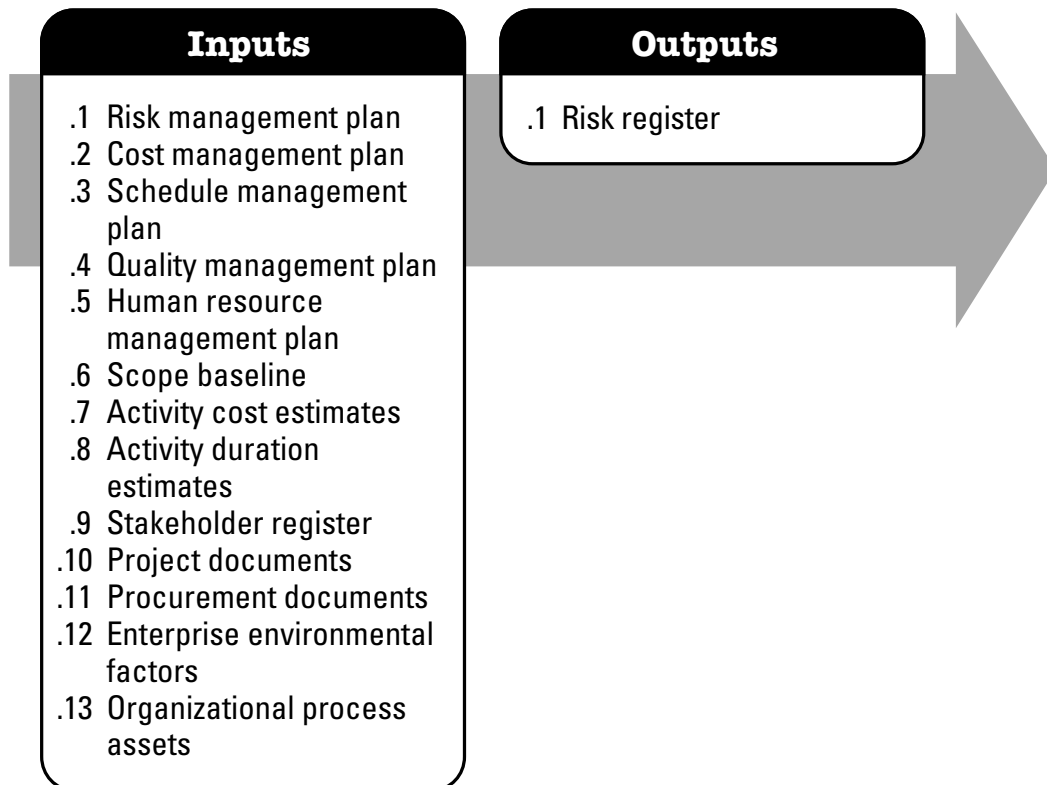 Inputs
.1 Risk management plan
.2 Cost management plan
.3 Schedule management
plan
.4 Quality management plan
.5 Human resource
management plan
.6 Scope baseline
.7 Activity cost estimates
.8 Activity duration
estimates
.9 Stakeholder register
.10 Project documents
.11 Procurement documents
.12 Enterprise environmental
factors
.13 Organizational process
assets
Outputs
.1 Risk register